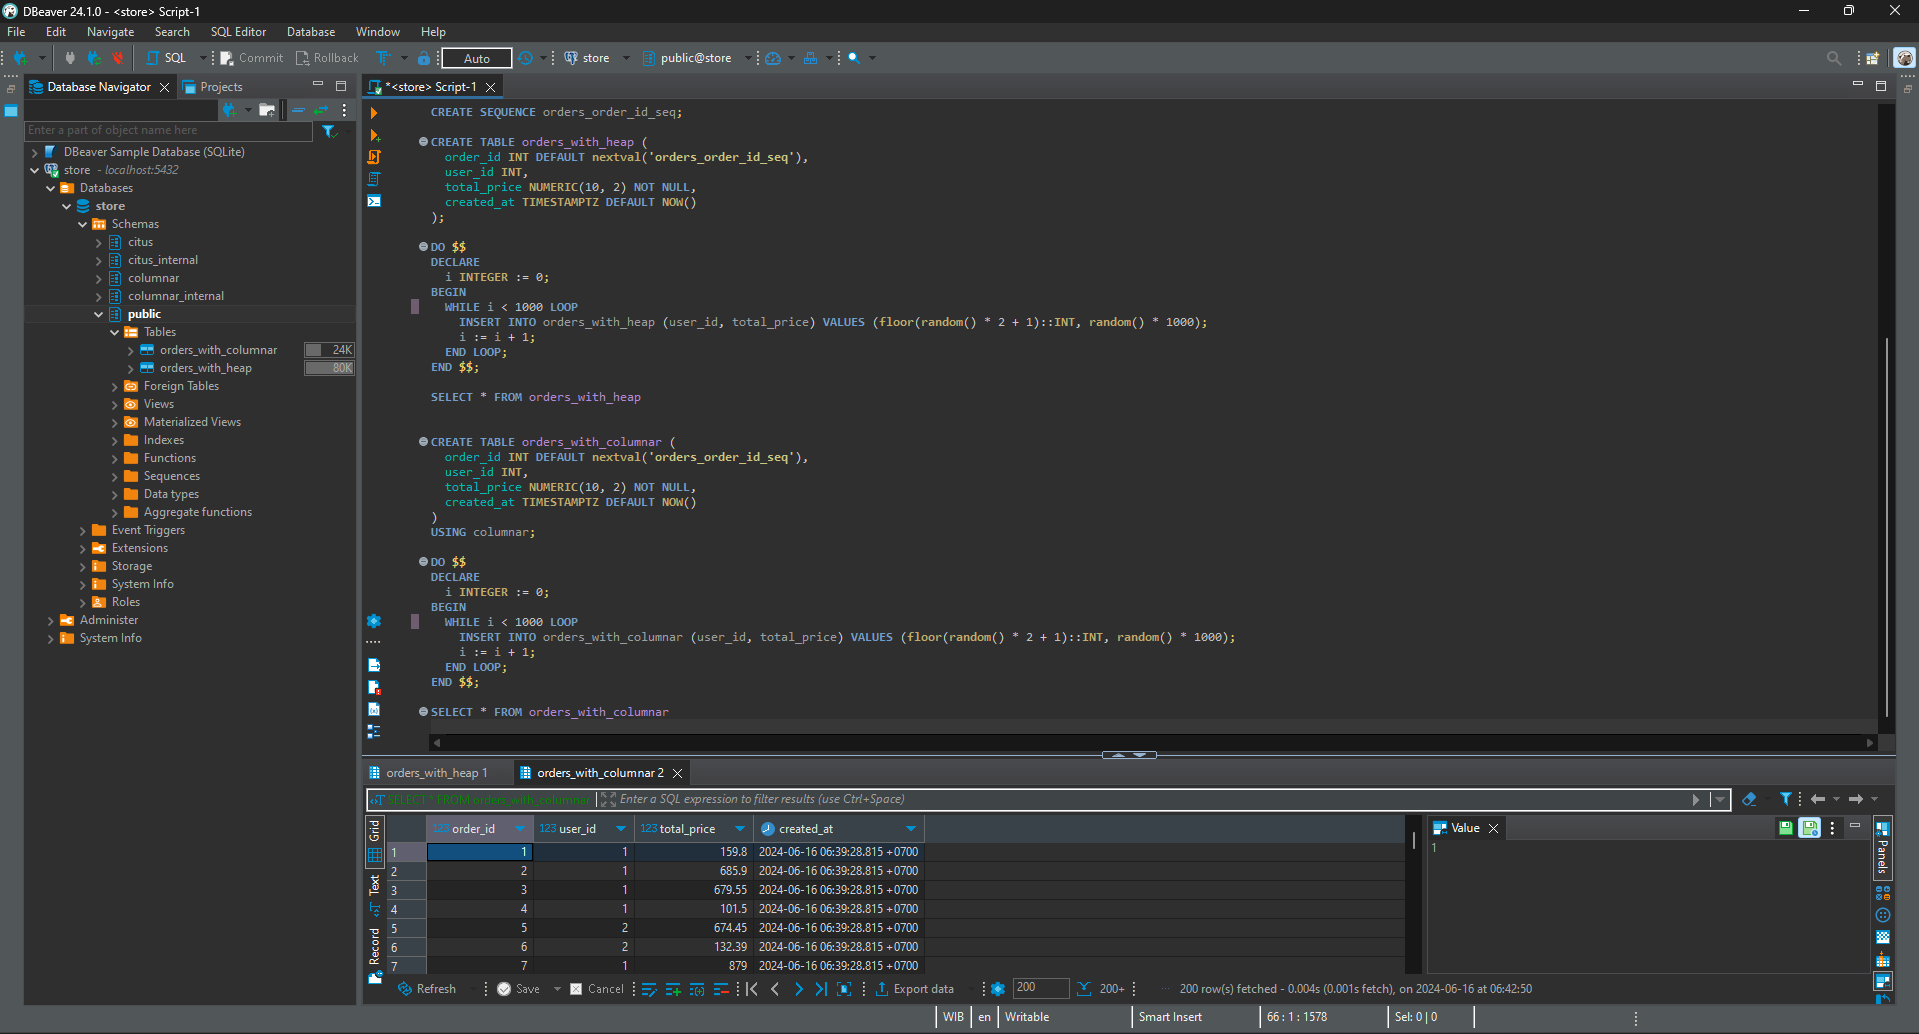 DBeaver 24.1.0 - <store> Script-1
File Edit Navigate Search SQL Editor Database Window Help
SQL Commit Rollback Auto store public@store
Database Navigator Projects
*<store> Script-1
Enter a part of object name here
DBeaver Sample Database (SQLite)
store - localhost:5432
Databases
store
Schemas
citus
citus_internal
columnar
columnar_internal
public
Tables
orders_with_columnar 24K
orders_with_heap 80K
Foreign Tables
Views
Materialized Views
Indexes
Functions
Sequences
Data types
Aggregate functions
Event Triggers
Extensions
Storage
System Info
Roles
Administer
System Info
CREATE SEQUENCE orders_order_id_seq;
CREATE TABLE orders_with_heap (
order_id INT DEFAULT nextval('orders_order_id_seq'),
user_id INT,
total_price NUMERIC(10, 2) NOT NULL,
created_at TIMESTAMPTZ DEFAULT NOW()
);
DO $$
DECLARE
i INTEGER := 0;
BEGIN
WHILE i < 1000 LOOP
INSERT INTO orders_with_heap (user_id, total_price) VALUES (floor(random() * 2 + 1)::INT, random() * 1000);
i := i + 1;
END LOOP;
END $$;
SELECT * FROM orders_with_heap
CREATE TABLE orders_with_columnar (
order_id INT DEFAULT nextval('orders_order_id_seq'),
user_id INT,
total_price NUMERIC(10, 2) NOT NULL,
created_at TIMESTAMPTZ DEFAULT NOW()
)
USING columnar;
DO $$
DECLARE
i INTEGER := 0;
BEGIN
WHILE i < 1000 LOOP
INSERT INTO orders_with_columnar (user_id, total_price) VALUES (floor(random() * 2 + 1)::INT, random() * 1000);
i := i + 1;
END LOOP;
END $$;
SELECT * FROM orders_with_columnar
orders_with_heap 1 orders_with_columnar 2
SELECT * FROM orders_with_columnar Enter a SQL expression to filter results (use Ctrl+Space)
Grid
Text
Record
123 order_id 123 user_id 123 total_price created_at
1 1 1 159.8 2024-06-16 06:39:28.815 +0700
2 2 1 685.9 2024-06-16 06:39:28.815 +0700
3 3 1 679.55 2024-06-16 06:39:28.815 +0700
4 4 1 101.5 2024-06-16 06:39:28.815 +0700
5 5 2 674.45 2024-06-16 06:39:28.815 +0700
6 6 2 132.39 2024-06-16 06:39:28.815 +0700
7 7 1 879 2024-06-16 06:39:28.815 +0700
Value
1
Panels
Refresh Save Cancel Export data 200 200+ 200 row(s) fetched - 0.004s (0.001s fetch), on 2024-06-16 at 06:42:50
WIB en Writable Smart Insert 66 : 1 : 1578 Sel: 0 | 0